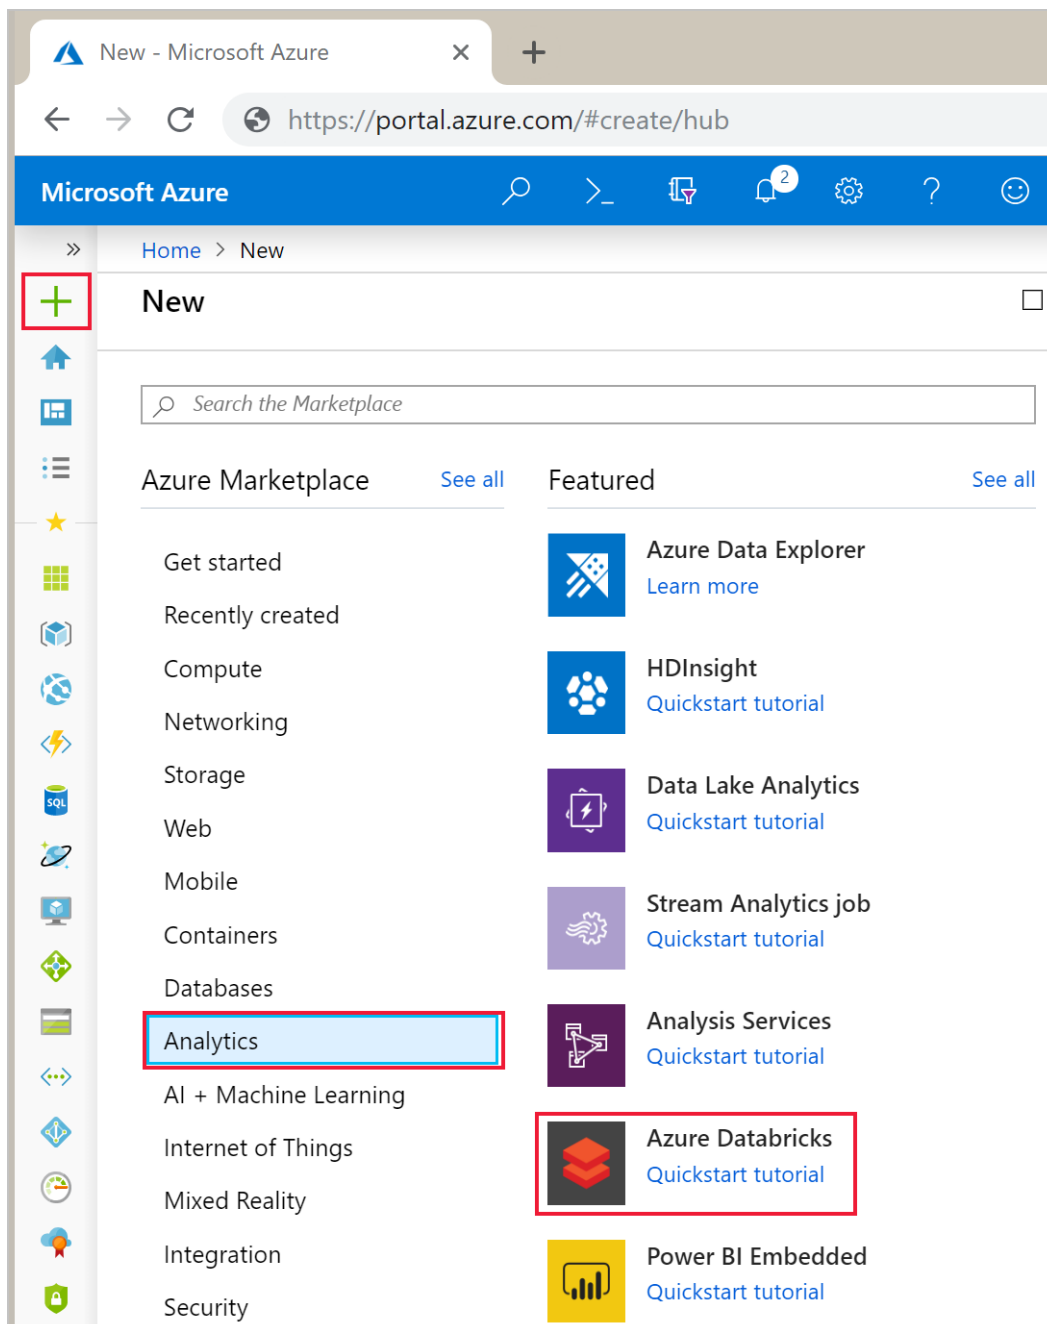 New - Microsoft Azure
https://portal.azure.com/#create/hub
Microsoft Azure
2
Home > New
New
Search the Marketplace
Azure Marketplace See all
Get started
Recently created
Compute
Networking
Storage
Web
Mobile
Containers
Databases
Analytics
AI + Machine Learning
Internet of Things
Mixed Reality
Integration
Security
Featured See all
Azure Data Explorer
Learn more
HDInsight
Quickstart tutorial
Data Lake Analytics
Quickstart tutorial
Stream Analytics job
Quickstart tutorial
Analysis Services
Quickstart tutorial
Azure Databricks
Quickstart tutorial
Power BI Embedded
Quickstart tutorial
SQL